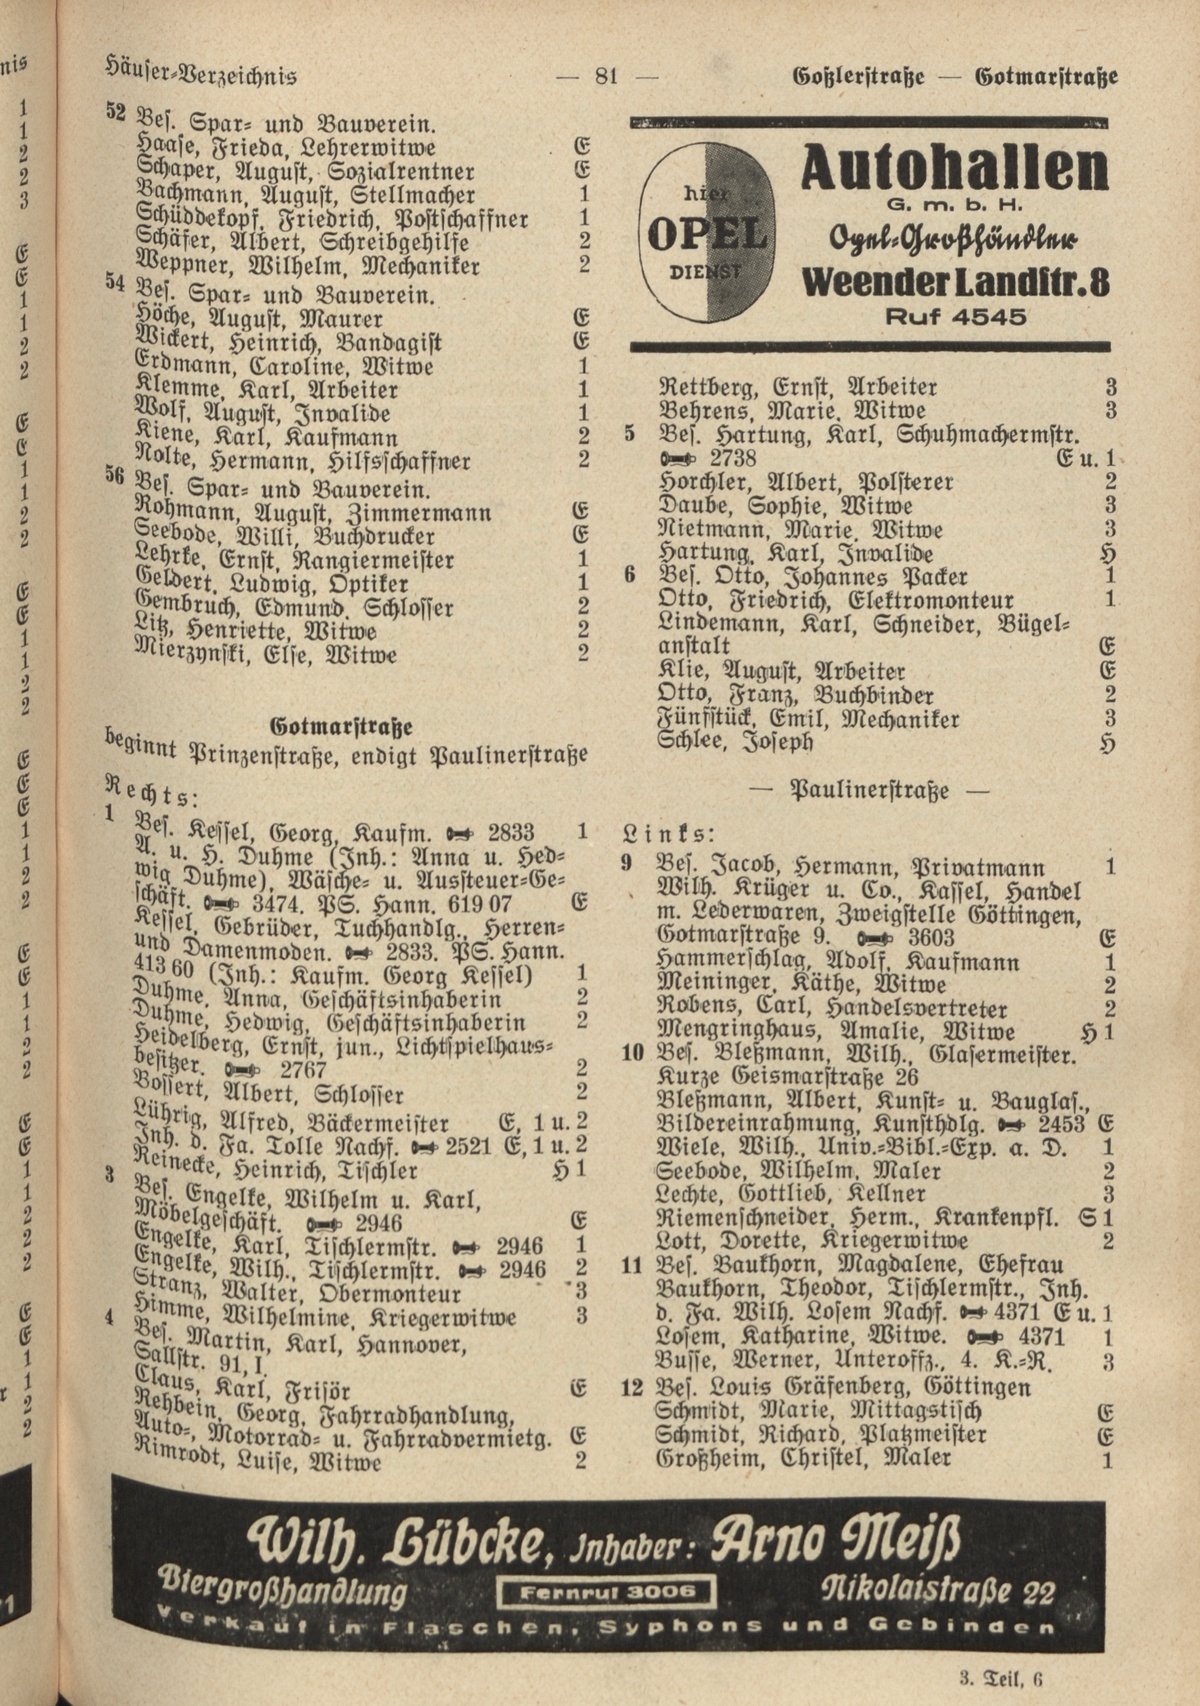 Häuser-Verzeichnis — 81 — Goßlerstraße — Gotmarstraße
52 Bes. Spar- und Bauverein.
Haase, Frieda, Lehrerwitwe E
Schaper, August, Sozialrentner E
Bachmann, August, Stellmacher 1
Schüddekopf, Friedrich, Postschaffner 1
Schäfer, Albert, Schreibgehilfe 2
Weppner, Wilhelm, Mechaniker 2
54 Bes. Spar- und Bauverein.
Höche, August, Maurer E
Wickert, Heinrich, Bandagist E
Erdmann, Caroline, Witwe 1
Klemme, Karl, Arbeiter 1
Wolf, August, Invalide 1
Kiene, Karl, Kaufmann 2
Nolte, Hermann, Hilfsschaffner 2
56 Bes. Spar- und Bauverein.
Rohmann, August, Zimmermann E
Seebode, Willi, Buchdrucker E
Lehrke, Ernst, Rangiermeister 1
Geldert, Ludwig, Optiker 1
Gembruch, Edmund, Schlosser 2
Litz, Henriette, Witwe 2
Mierzynski, Else, Witwe 2
Gotmarstraße
beginnt Prinzenstraße, endigt Paulinerstraße
Rechts:
1 Bes. Kessel, Georg, Kaufm. 2833 1
A. u. H. Duhme (Inh.: Anna u. Hed-
wig Duhme), Wäsche- u. Aussteuer-Ge-
schäft. 3474. PS. Hann. 619 07 E
Kessel, Gebrüder, Tuchhandlg., Herren-
und Damenmoden. 2833. PS. Hann.
413 60 (Inh.: Kaufm. Georg Kessel) 1
Duhme, Anna, Geschäftsinhaberin 2
Duhme, Hedwig, Geschäftsinhaberin 2
Heidelberg, Ernst, jun., Lichtspielhaus-
besitzer. 2767 2
Bossert, Albert, Schlosser 2
Lührig, Alfred, Bäckermeister E, 1 u. 2
Inh. d. Fa. Tolle Nachf. 2521 E, 1 u. 2
Reinecke, Heinrich, Tischler H 1
3 Bes. Engelke, Wilhelm u. Karl,
Möbelgeschäft. 2946 E
Engelke, Karl, Tischlermstr. 2946 1
Engelke, Wilh., Tischlermstr. 2946 2
Stranz, Walter, Obermonteur 3
Himme, Wilhelmine, Kriegerwitwe 3
4 Bes. Martin, Karl, Hannover,
Sallstr. 91, I.
Claus, Karl, Frisör E
Rehbein, Georg, Fahrradhandlung,
Auto-, Motorrad- u. Fahrradvermietg. E
Nimrodt, Luise, Witwe 2
hier
OPEL
DIENST
Autohallen
G. m. b. H.
Opel-Großhändler
Weender Landstr. 8
Ruf 4545
Rettberg, Ernst, Arbeiter 3
Behrens, Marie, Witwe 3
5 Bes. Hartung, Karl, Schuhmachermstr.
2738 E u. 1
Horchler, Albert, Polsterer 2
Daube, Sophie, Witwe 3
Nietmann, Marie, Witwe 3
Hartung, Karl, Invalide H
6 Bes. Otto, Johannes Packer 1
Otto, Friedrich, Elektromonteur 1
Lindemann, Karl, Schneider, Bügel-
anstalt E
Klie, August, Arbeiter E
Otto, Franz, Buchbinder 2
Fünfstück, Emil, Mechaniker 3
Schlee, Joseph H
— Paulinerstraße —
Links:
9 Bes. Jacob, Hermann, Privatmann 1
Wilh. Krüger u. Co., Kassel, Handel
m. Lederwaren, Zweigstelle Göttingen,
Gotmarstraße 9. 3603 E
Hammerschlag, Adolf, Kaufmann 1
Meininger, Käthe, Witwe 2
Robens, Carl, Handelsvertreter 2
Mengringhaus, Amalie, Witwe H 1
10 Bes. Bleßmann, Wilh., Glasermeister.
Kurze Geismarstraße 26
Bleßmann, Albert, Kunst- u. Bauglas.,
Bildereinrahmung, Kunsthdlg. 2453 E
Wiele, Wilh., Univ.-Bibl.-Exp. a. D. 1
Seebode, Wilhelm, Maler 2
Lechte, Gottlieb, Kellner 3
Riemenschneider, Herm., Krankenpfl. S 1
Lott, Dorette, Kriegerwitwe 2
11 Bes. Baukhorn, Magdalene, Ehefrau
Baukhorn, Theodor, Tischlermstr., Inh.
d. Fa. Wilh. Losem Nachf. 4371 E u. 1
Losem, Katharine, Witwe. 4371 1
Busse, Werner, Unteroffz., 4. K.-R. 3
12 Bes. Louis Gräfenberg, Göttingen
Schmidt, Marie, Mittagstisch E
Schmidt, Richard, Platzmeister E
Großheim, Christel, Maler 1
Wilh. Lübcke, Inhaber: Arno Meiß
Biergroßhandlung Fernruf 3006 Nikolaistraße 22
Verkauf in Flaschen, Syphons und Gebinden
3. Teil, 6